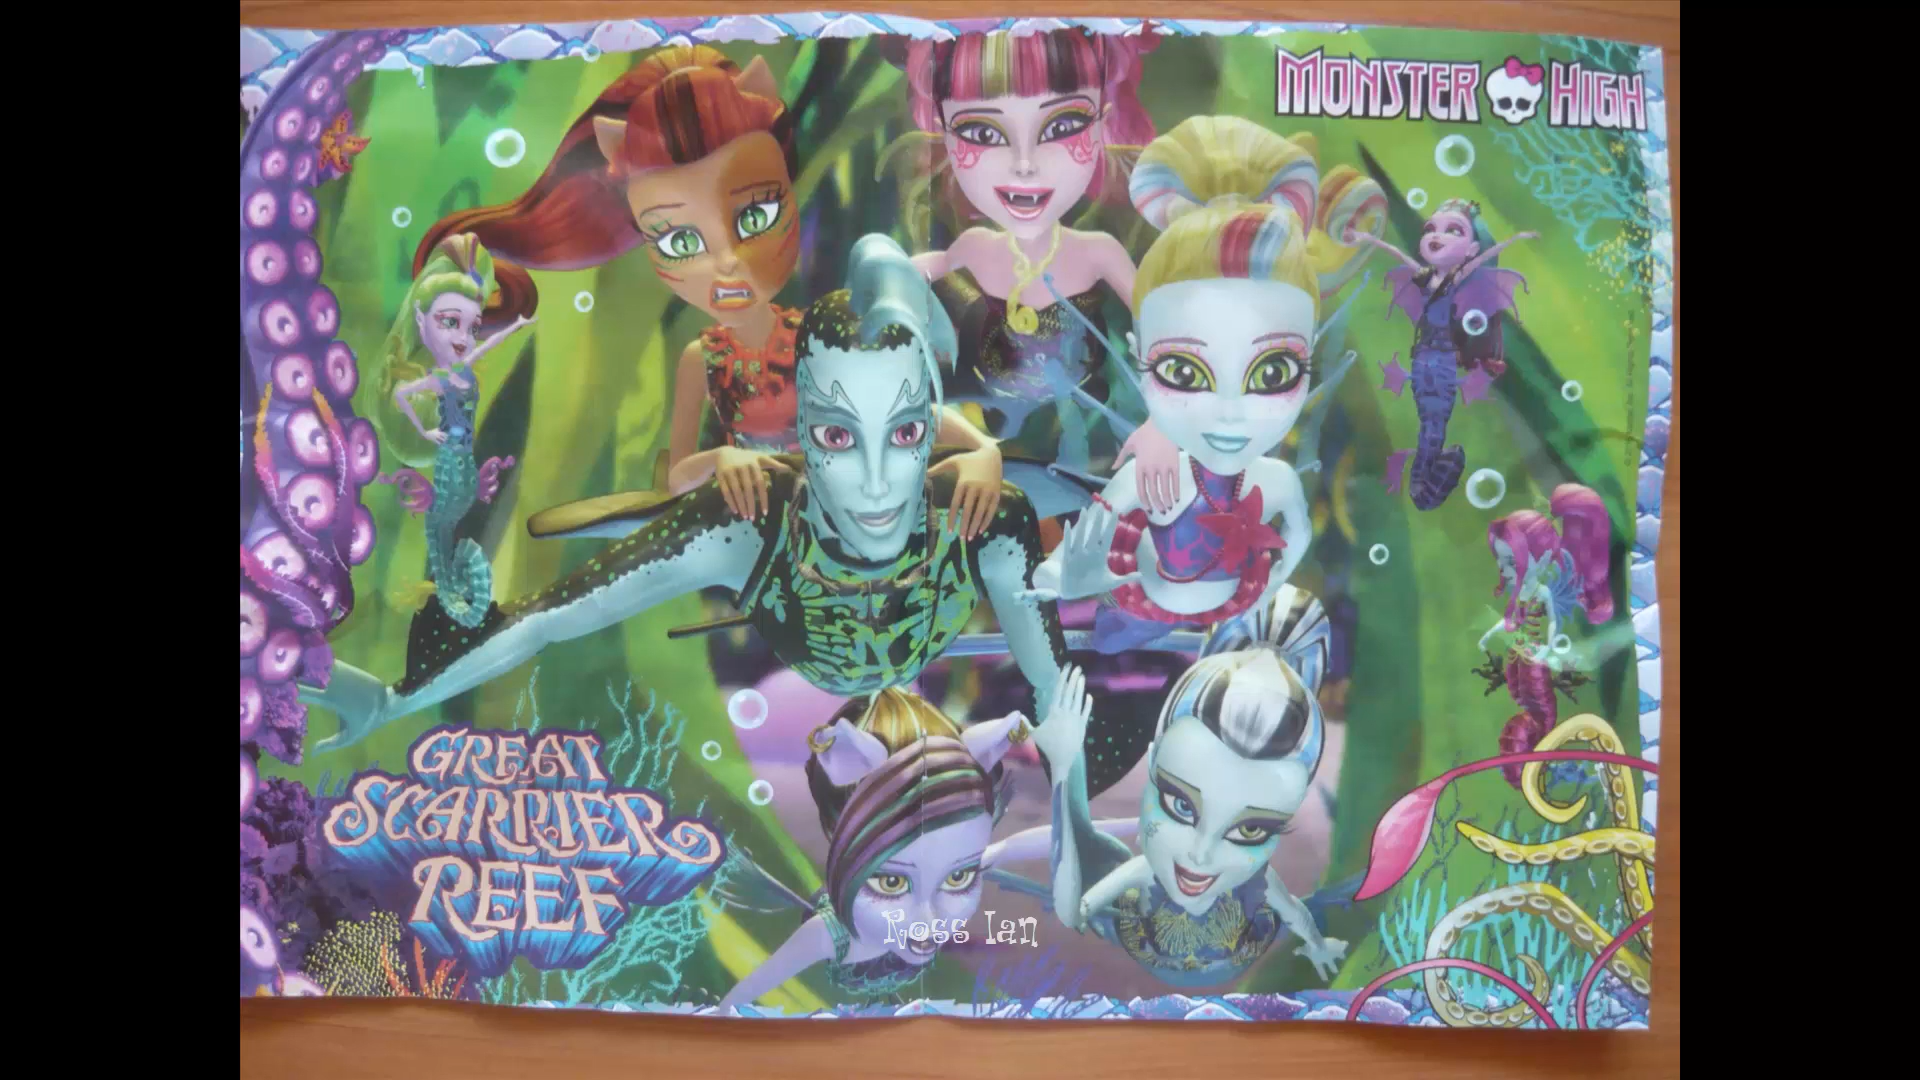 MONSTER HIGH
GREAT
SCARRIER
REEF
Ross Ian